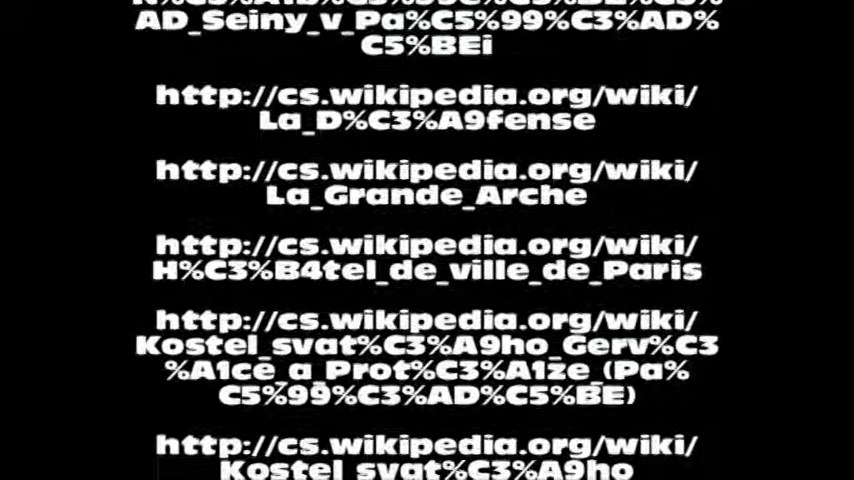 AD_Seiny_v_Pa%C5%99%C3%AD%
C5%BEi
http://cs.wikipedia.org/wiki/
La_D%C3%A9fense
http://cs.wikipedia.org/wiki/
La_Grande_Arche
http://cs.wikipedia.org/wiki/
H%C3%B4tel_de_ville_de_Paris
http://cs.wikipedia.org/wiki/
Kostel_svat%C3%A9ho_Gerv%C3
%A1ce_a_Prot%C3%A1ze_(Pa%
C5%99%C3%AD%C5%BE)
http://cs.wikipedia.org/wiki/
Kostel_svat%C3%A9ho